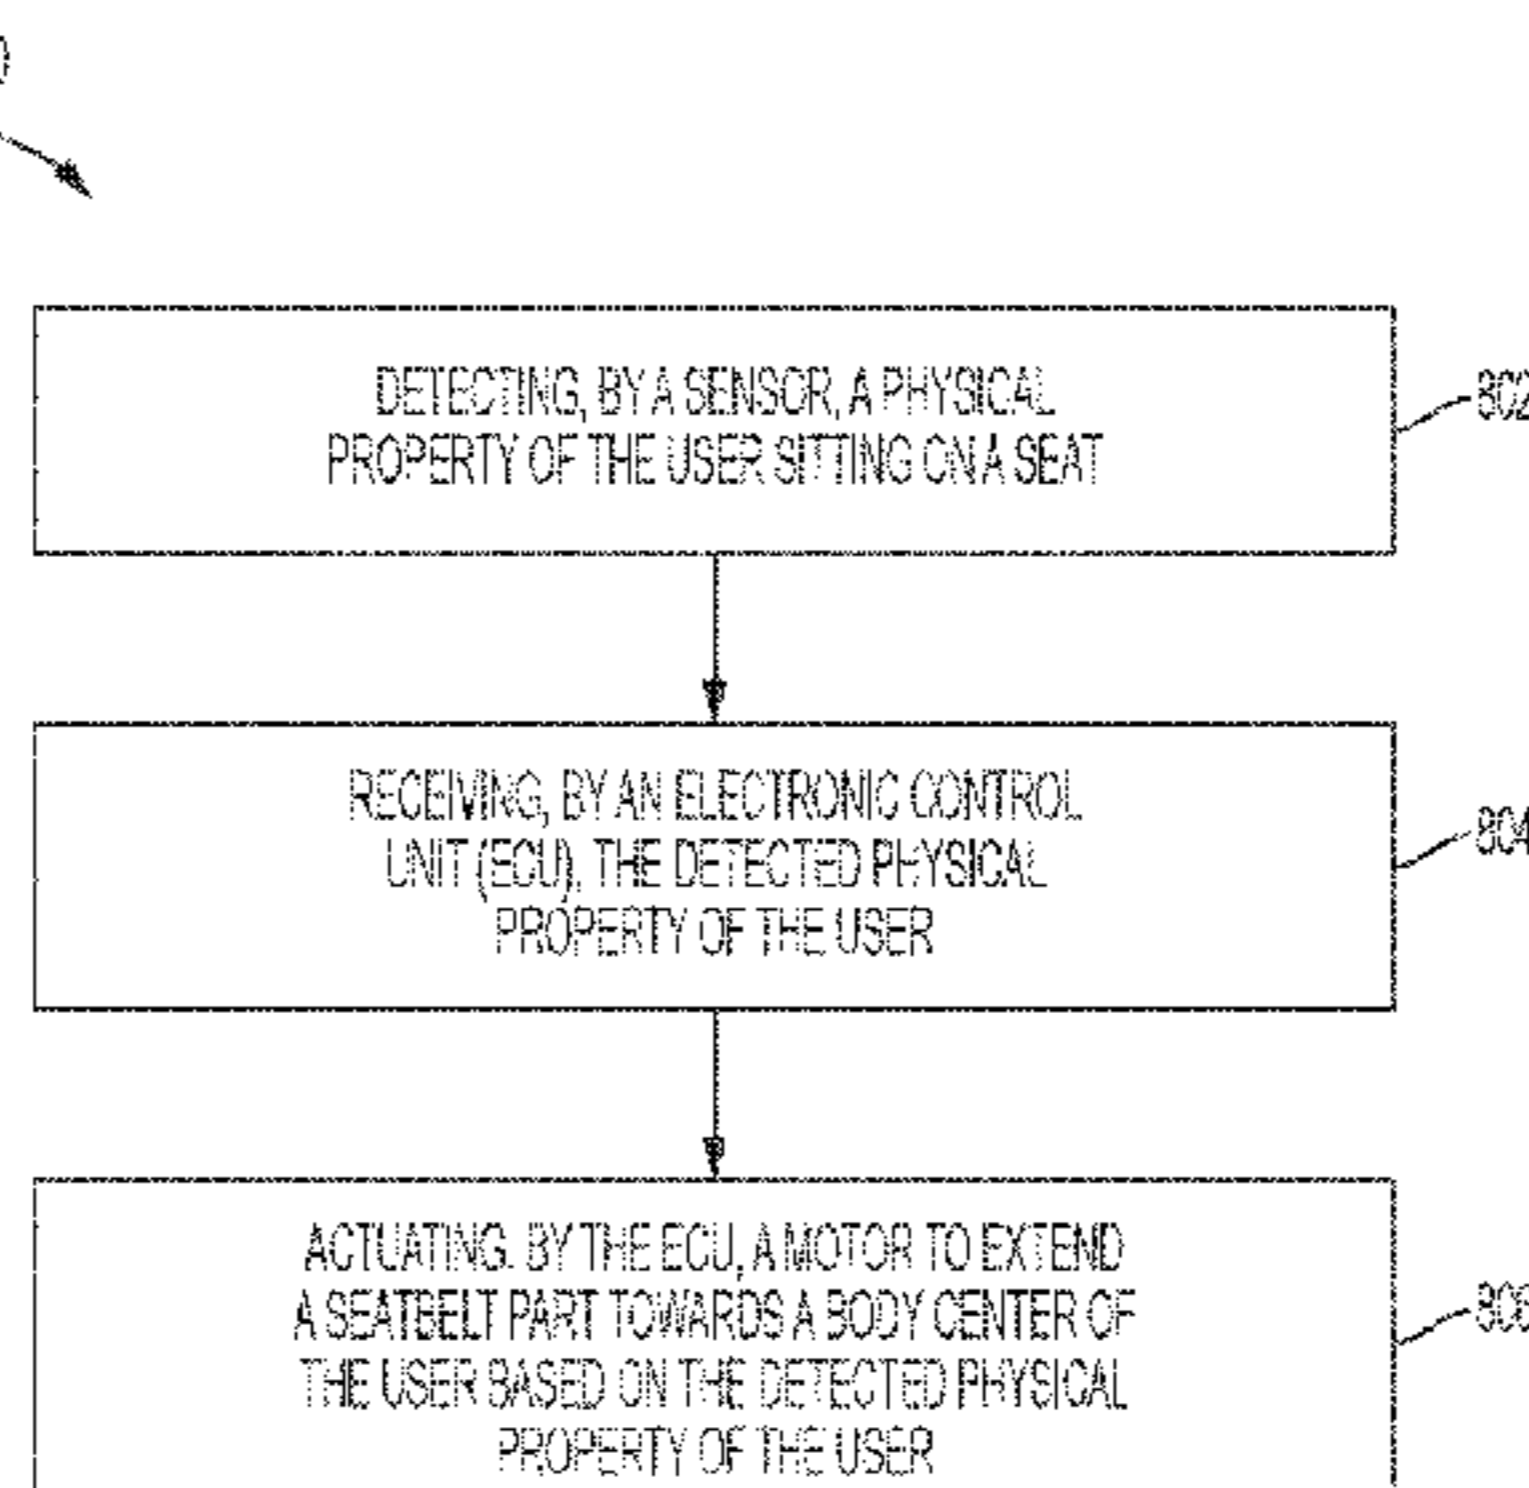 DETECTING, BY A SENSOR, A PHYSICAL
PROPERTY OF THE USER SITTING ON A SEAT
802
RECEIVING, BY AN ELECTRONIC CONTROL
UNIT (ECU), THE DETECTED PHYSICAL
PROPERTY OF THE USER
804
ACTUATING, BY THE ECU, A MOTOR TO EXTEND
A SEATBELT PART TOWARDS A BODY CENTER OF
THE USER BASED ON THE DETECTED PHYSICAL
PROPERTY OF THE USER